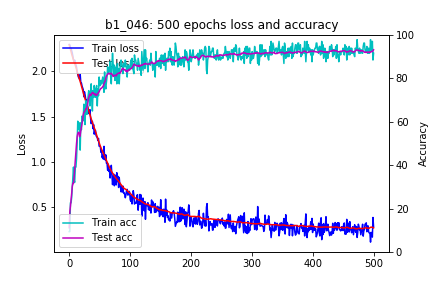 b1_046: 500 epochs loss and accuracy
Train loss
Test loss
Train acc
Test acc
2.0
1.5
1.0
0.5
Loss
100
80
60
40
20
0
Accuracy
0 100 200 300 400 500